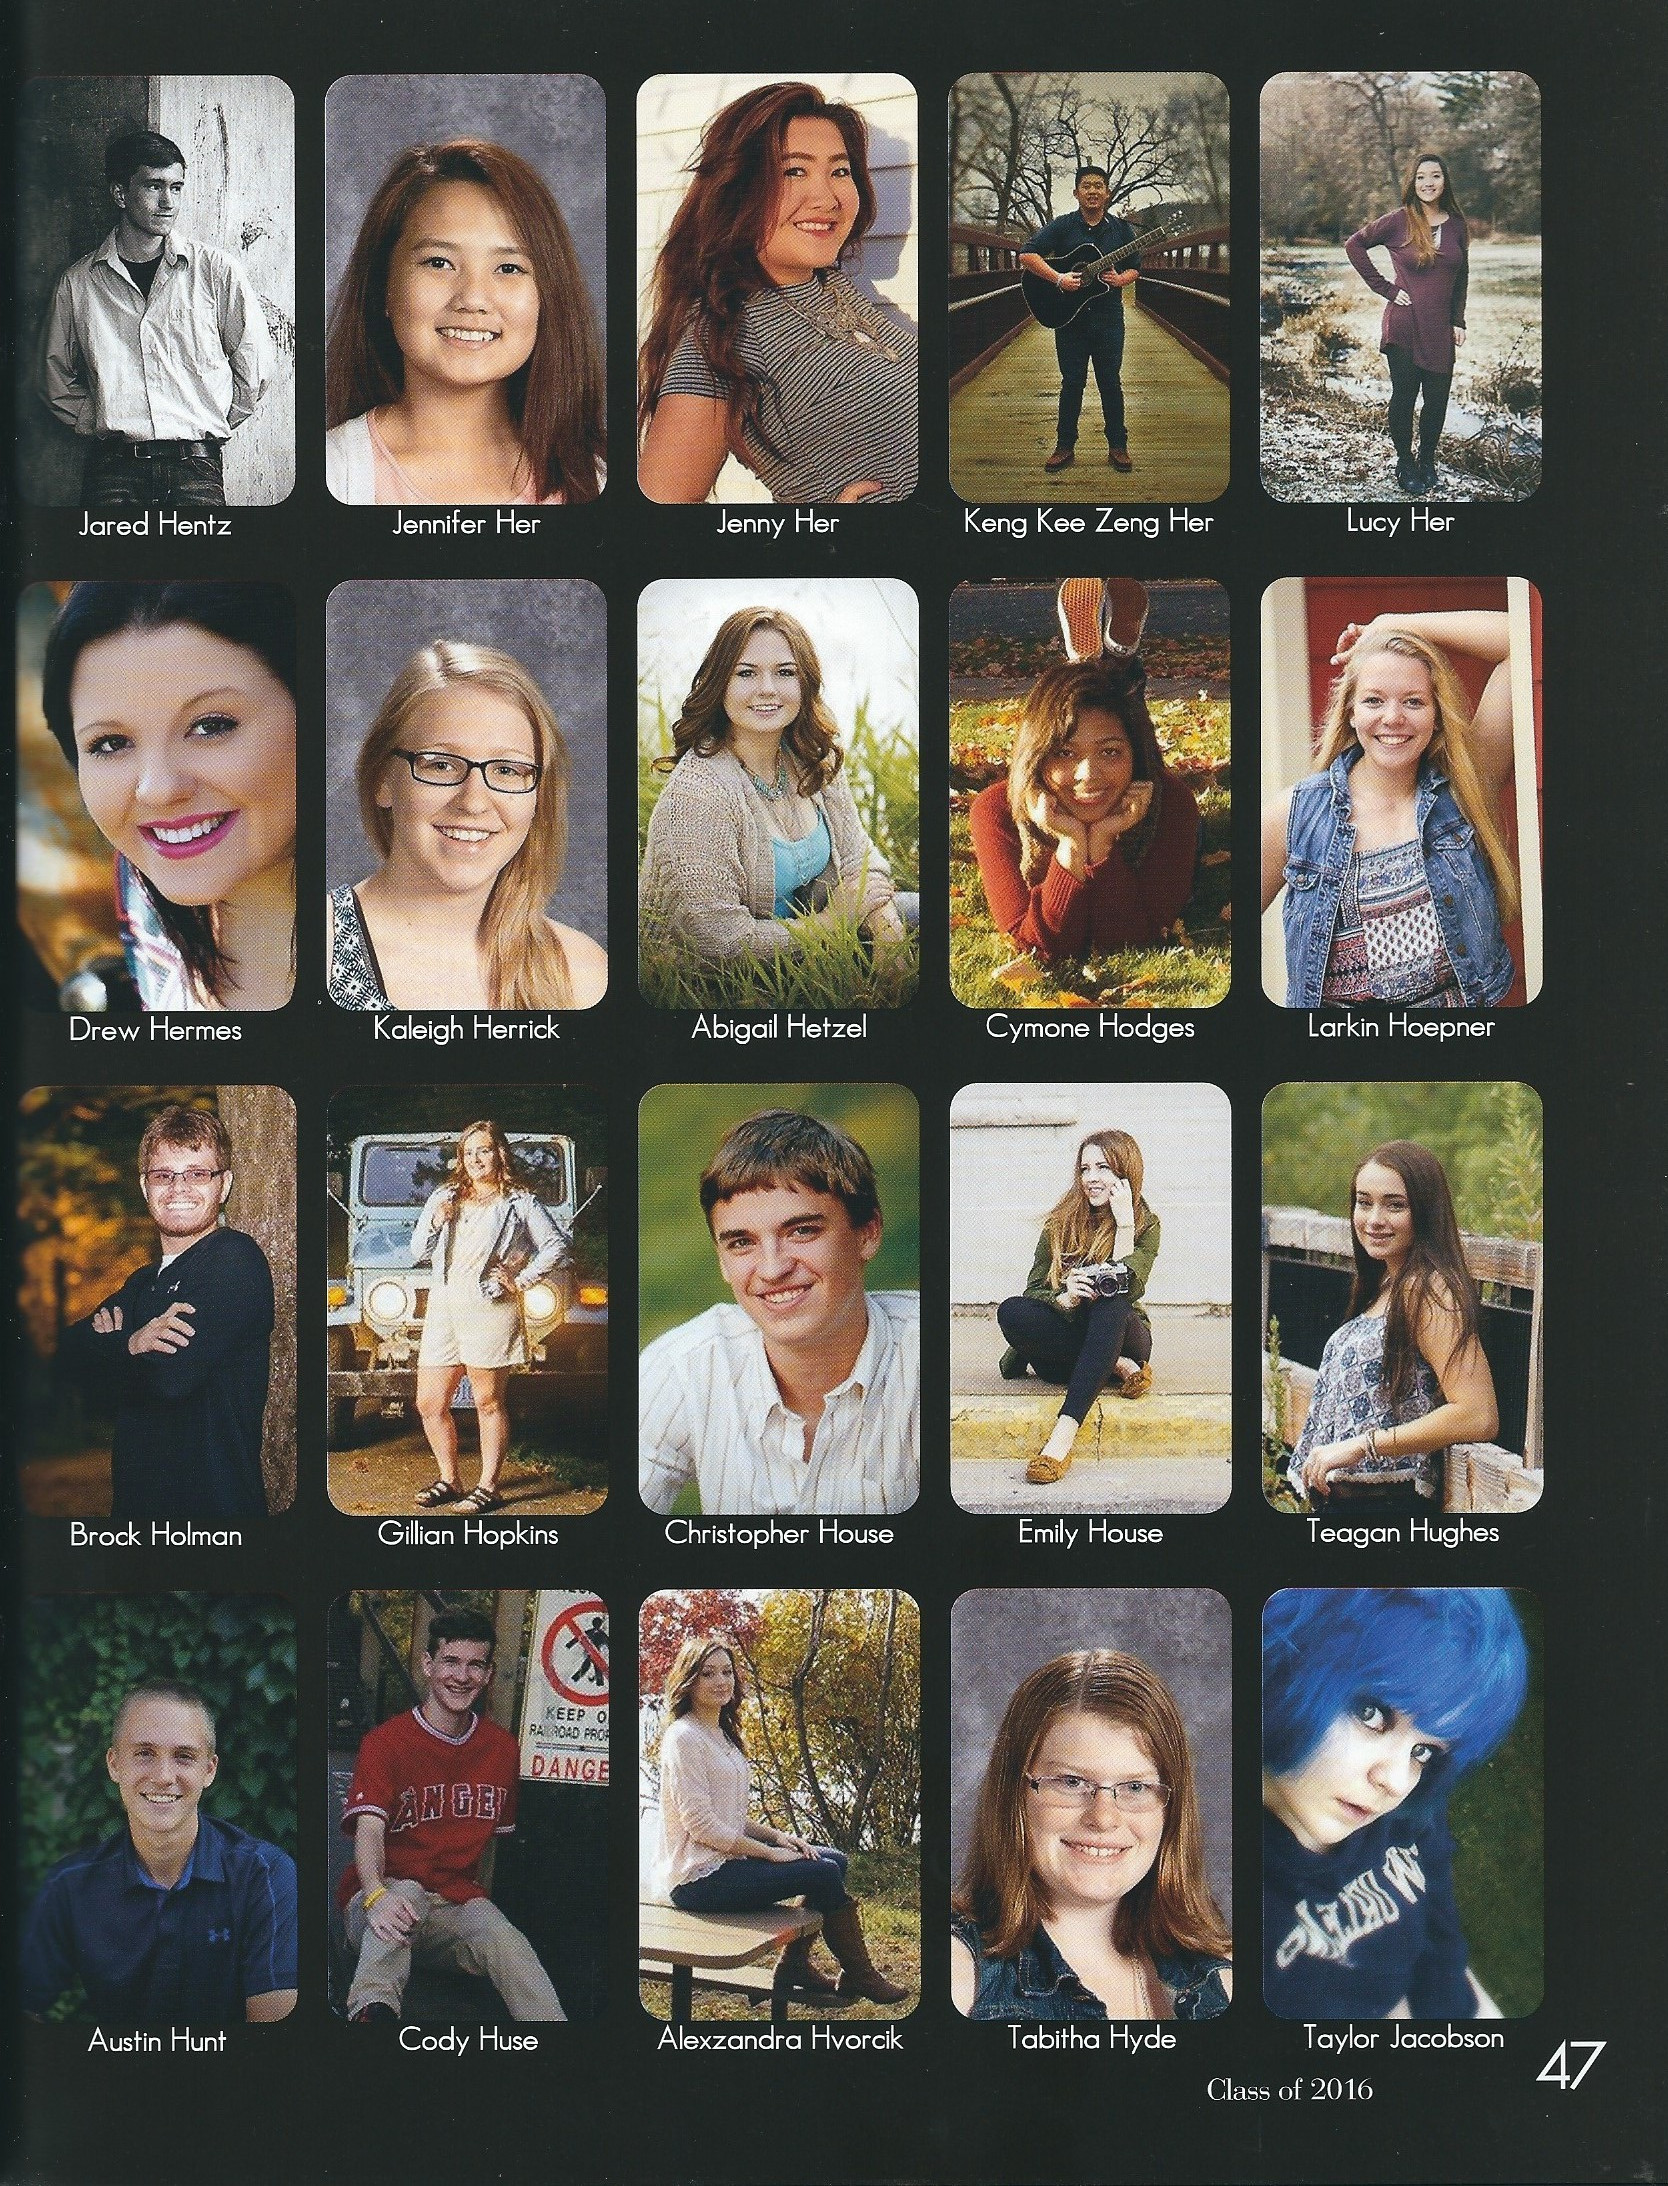 Jared Hentz
Jennifer Her
Jenny Her
Keng Kee Zeng Her
Lucy Her
Drew Hermes
Kaleigh Herrick
Abigail Hetzel
Cymone Hodges
Larkin Hoepner
Brock Holman
Gillian Hopkins
Christopher House
Emily House
Teagan Hughes
KEEP O
RAILROAD PROP
DANGE
ANGEL
Austin Hunt
Cody Huse
Alexzandra Hvorcik
Tabitha Hyde
Taylor Jacobson
47
Class of 2016